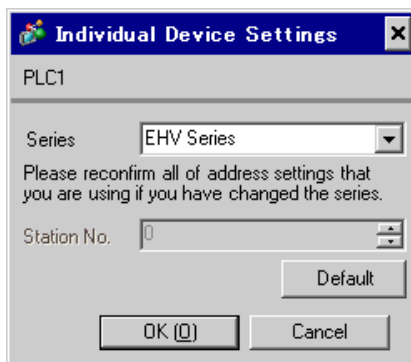 Individual Device Settings
PLC1
Series EHV Series
Please reconfirm all of address settings that
you are using if you have changed the series.
Station No. 0
Default
OK (O) Cancel